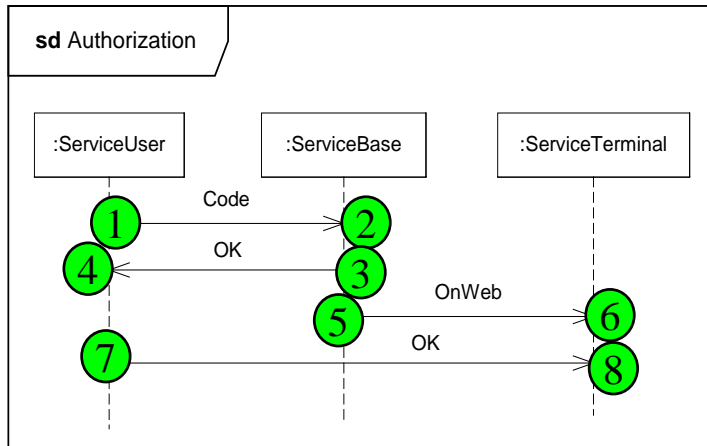 sd Authorization
:ServiceUser :ServiceBase :ServiceTerminal
Code
1 2
OK
4 3
OnWeb
5 6
OK
7 8